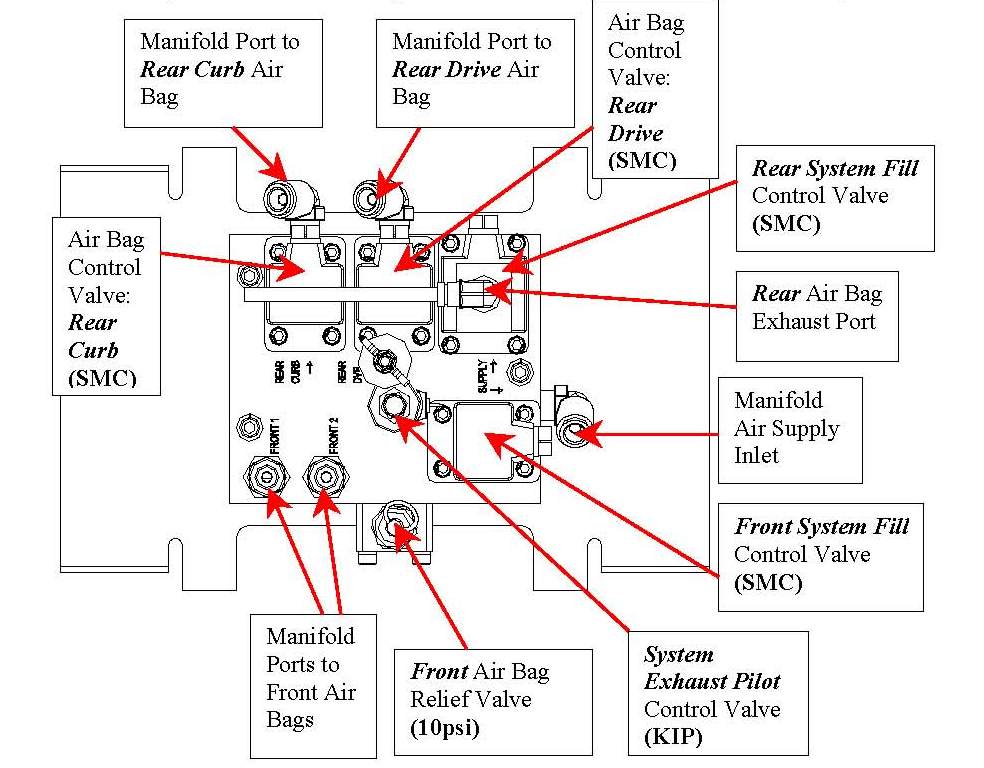 Manifold Port to
Rear Curb Air
Bag
Manifold Port to
Rear Drive Air
Bag
Air Bag
Control
Valve:
Rear
Drive
(SMC)
Rear System Fill
Control Valve
(SMC)
Air Bag
Control
Valve:
Rear
Curb
(SMC)
Rear Air Bag
Exhaust Port
REAR
CURB →
REAR
SUPPLY →
→
Manifold
Air Supply
Inlet
FRONT 1
FRONT 2
Front System Fill
Control Valve
(SMC)
Manifold
Ports to
Front Air
Bags
Front Air Bag
Relief Valve
(10psi)
System
Exhaust Pilot
Control Valve
(KIP)